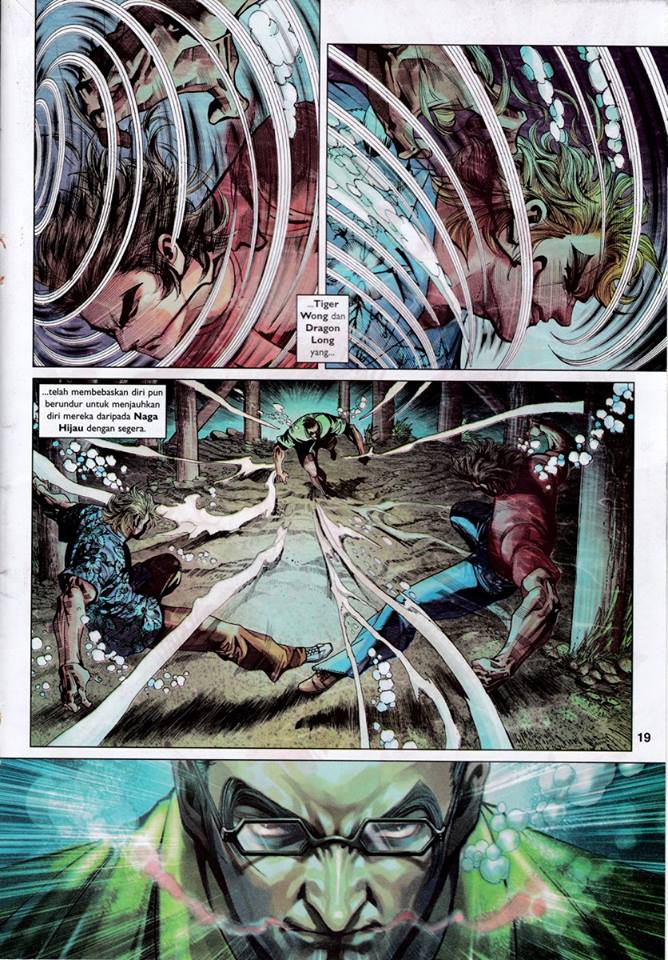 ...Tiger
Wong dan
Dragon
Long
yang...
...telah membebaskan diri pun
berundur untuk menjauhkan
diri mereka daripada Naga
Hijau dengan segera.
19